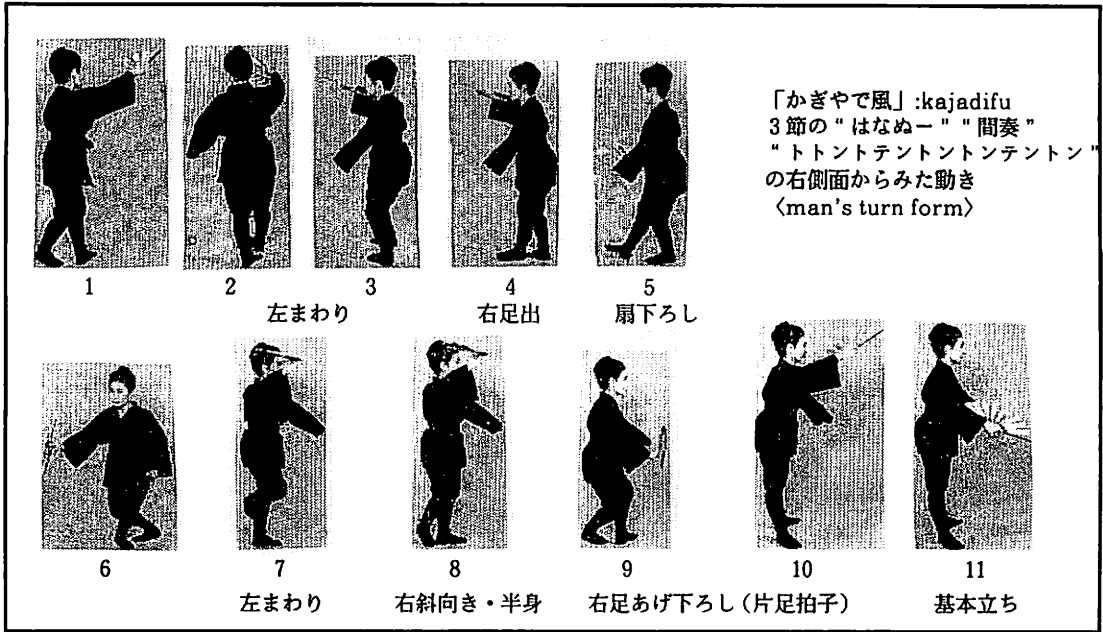 「かぎやで風」:kajadifu
3節の“はなぬー”“間奏”
“トトントテントントンテントン”
の右側面からみた動き
〈man's turn form〉
1 2 3 4 5
左まわり 右足出 扇下ろし
6 7 8 9 10 11
左まわり 右斜向き・半身 右足あげ下ろし(片足拍子) 基本立ち